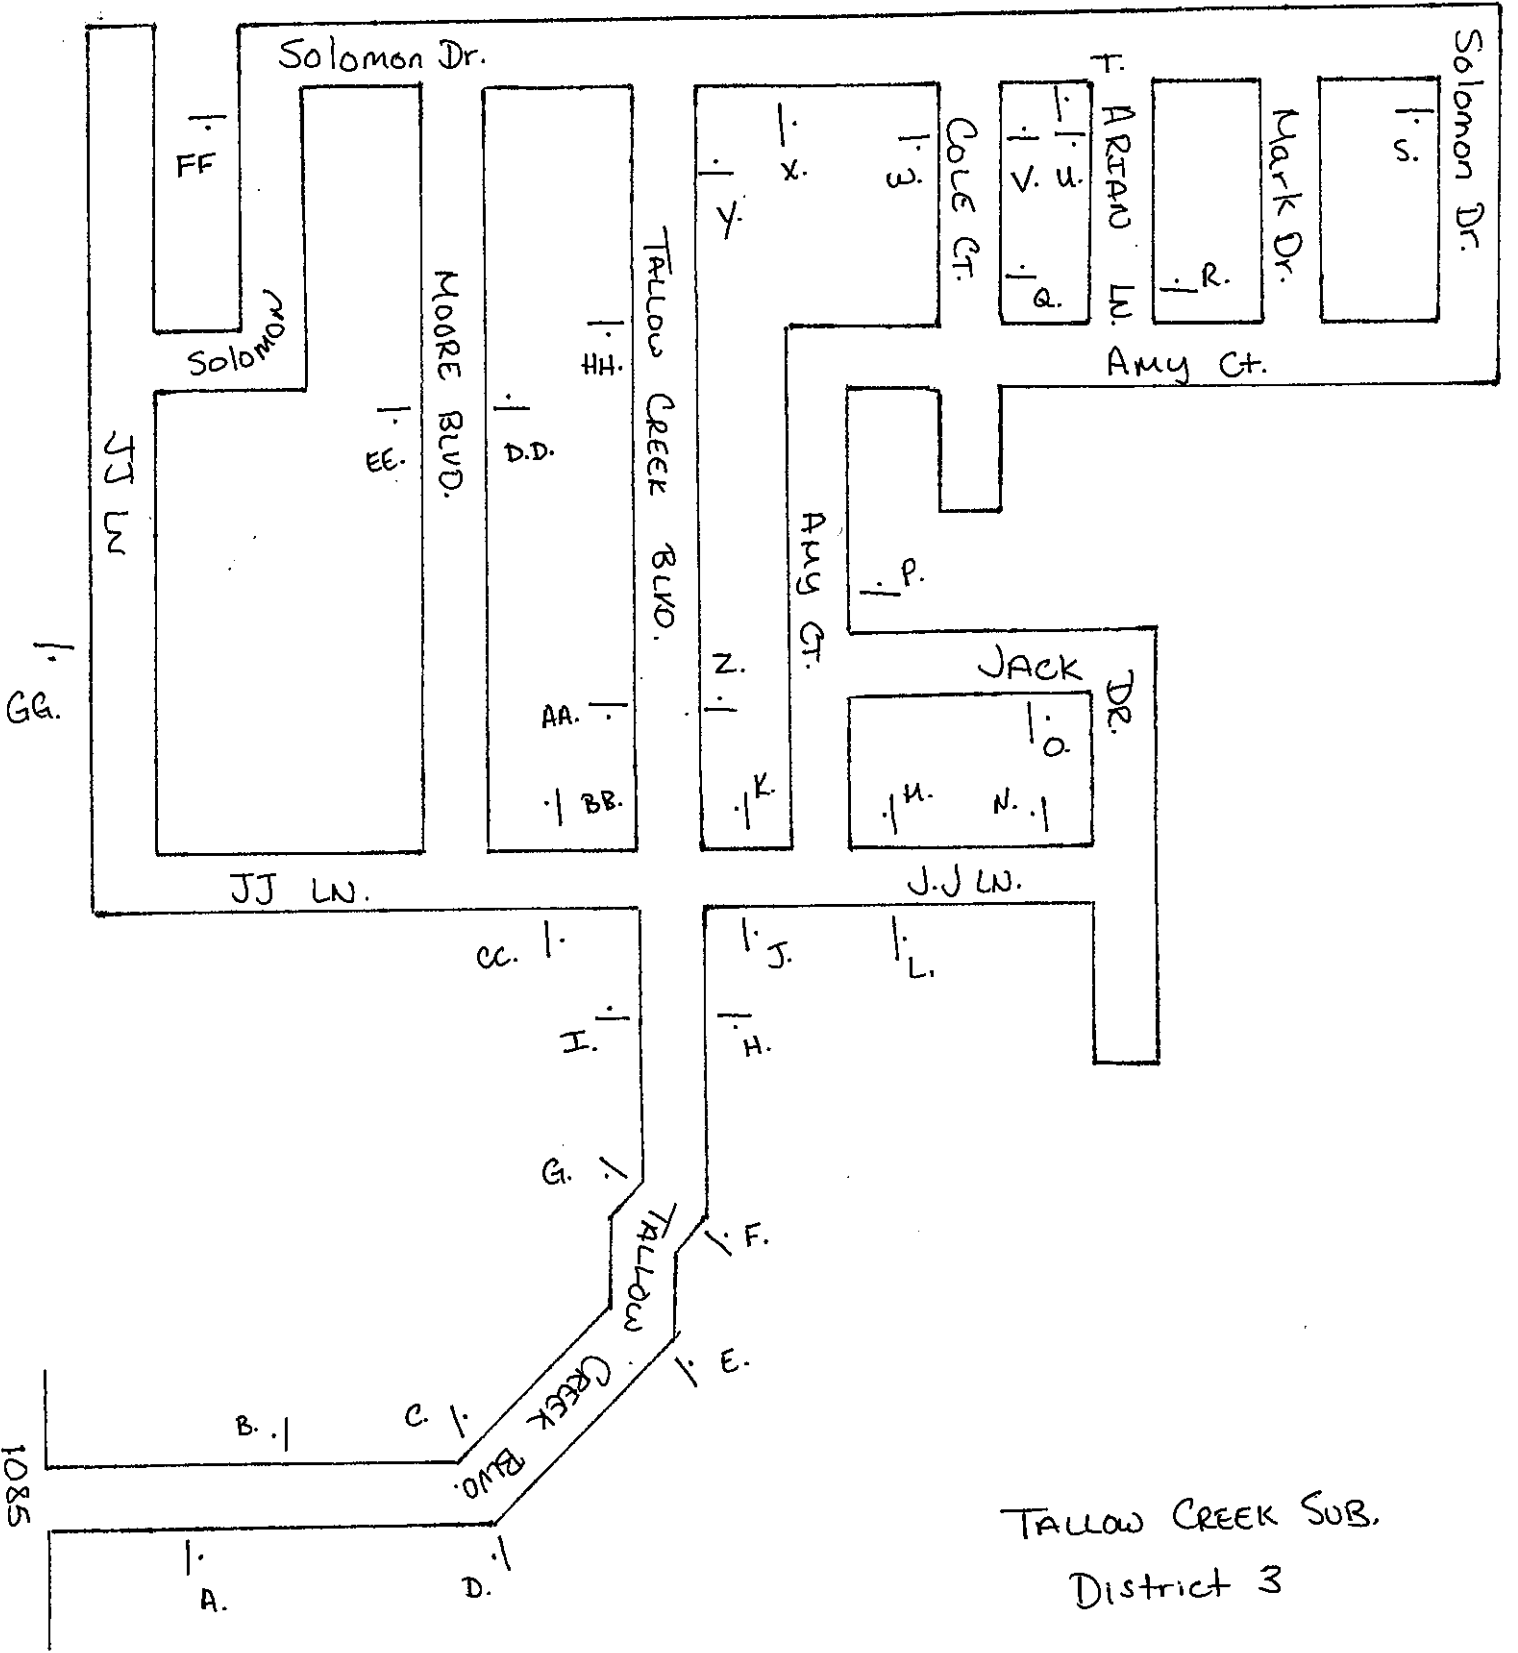 Solomon Dr.
Solomon Dr.
T. ARIAN LN.
COLE CT.
Mark Dr.
FF
X.
W.
V.
U.
S.
Y.
Q.
R.
Solomon
MOORE BLVD.
TALLOW CREEK BLVD.
HH.
AMY Ct.
EE.
D.D.
JJ LN
AMY CT.
P.
GG.
Z.
JACK DR.
AA.
O.
BB.
K.
M.
N.
JJ LN.
J.J LN.
CC.
J.
L.
I.
H.
G.
F.
TALLOW CREEK BLVD.
E.
B.
C.
1085
A.
D.
TALLOW CREEK SUB.
District 3